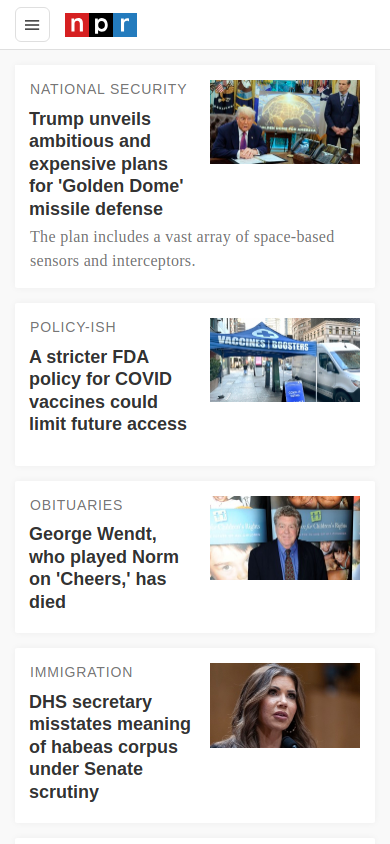 npr
NATIONAL SECURITY
Trump unveils
ambitious and
expensive plans
for 'Golden Dome'
missile defense
The plan includes a vast array of space-based
sensors and interceptors.
POLICY-ISH
A stricter FDA
policy for COVID
vaccines could
limit future access
VACCINES | BOOSTERS
OBITUARIES
George Wendt,
who played Norm
on 'Cheers,' has
died
IMMIGRATION
DHS secretary
misstates meaning
of habeas corpus
under Senate
scrutiny